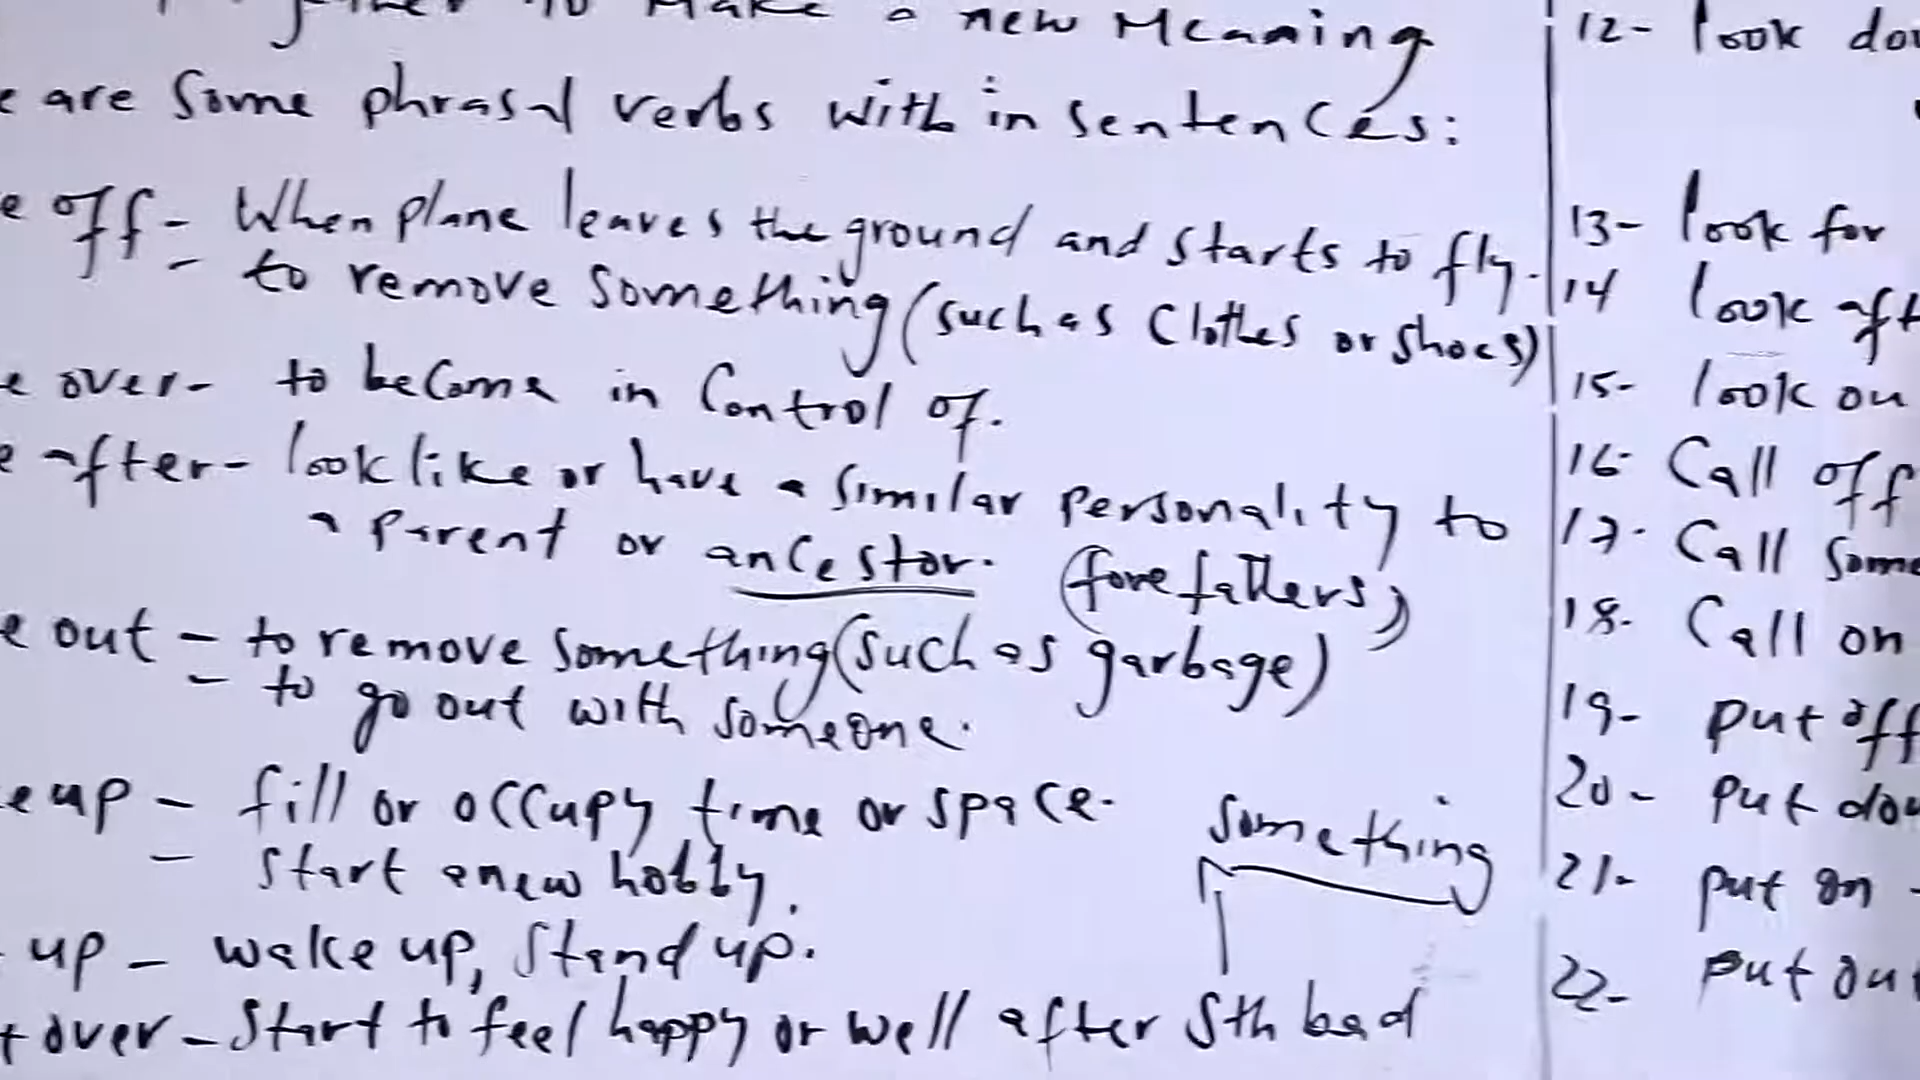 to make a new Meaning
are some phrasal verbs with in sentences:
off - When plane leaves the ground and starts to fly.
- to remove something (such as clothes or shoes)
over - to become in control of.
after - look like or have a similar personality to
a parent or ancestor. (forefathers)
out - to remove something (such as garbage)
- to go out with someone.
up - fill or occupy time or space.
- start a new hobby.
something
up - wake up, stand up.
over - start to feel happy or well after sth bad
12- look
13- look for
14 look
15- look
16- Call off
17- Call
18- Call on
19- put off
20- put
21- put on -
22- put